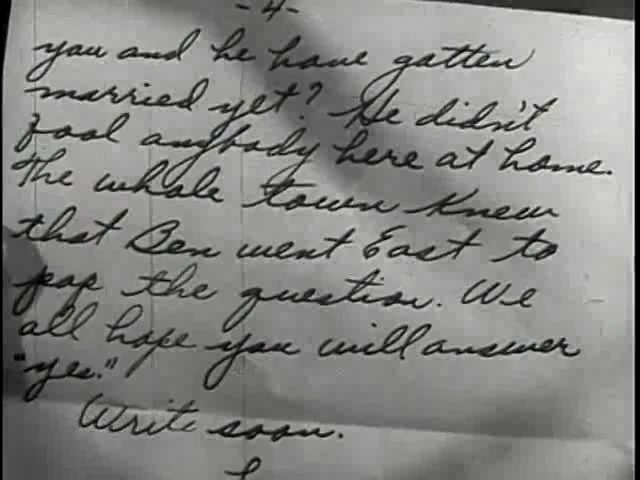 -4-
you and he have gotten
married yet? He didn't
fool anybody here at home.
The whole town knew
that Ben went East to
pop the question. We
all hope you will answer
"yes."
Write soon.